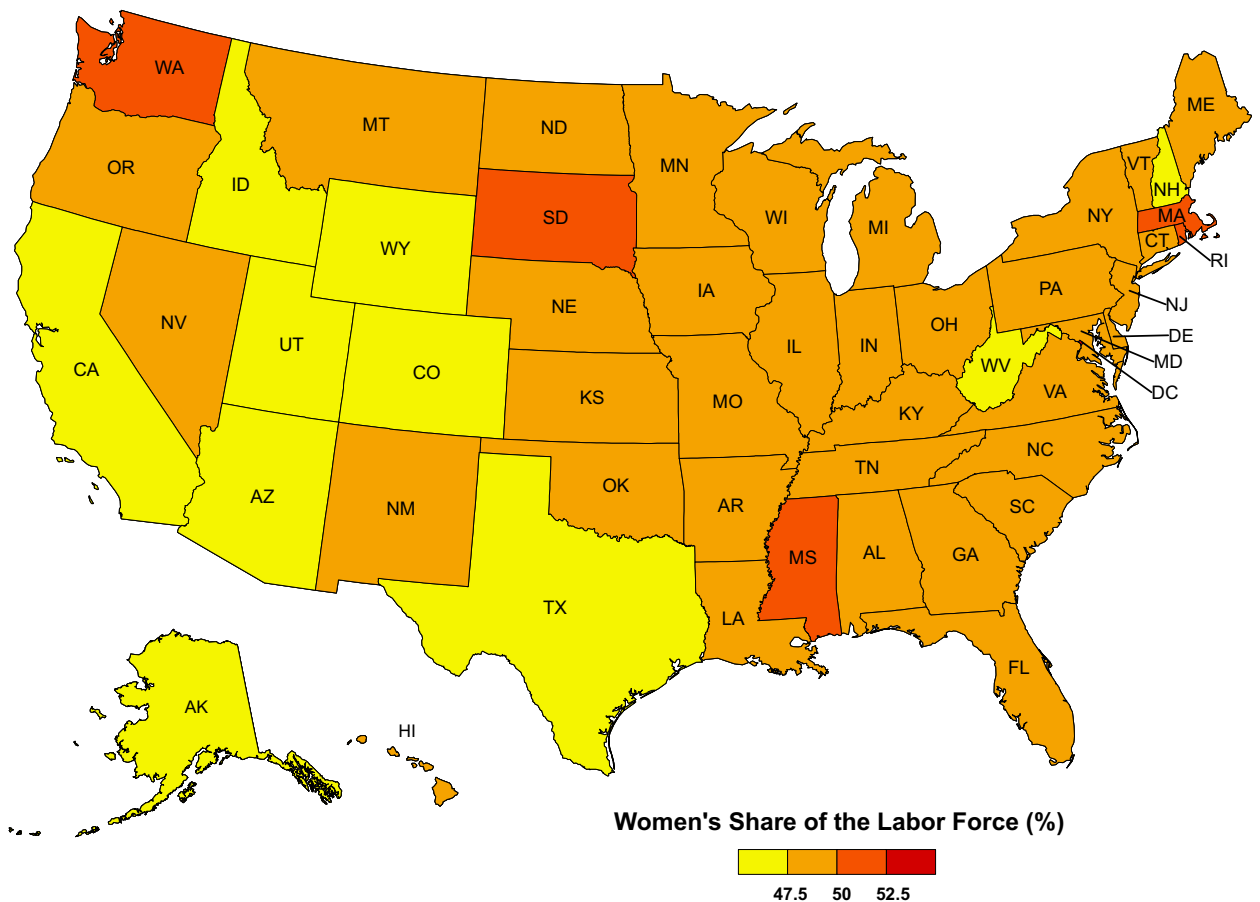 WA
MT
ND
MN
ME
OR
ID
SD
WI
MI
VT
NH
NY
MA
CT
RI
WY
NE
IA
PA
NJ
NV
UT
CO
IL
IN
OH
DE
MD
DC
CA
KS
MO
WV
VA
KY
AZ
NM
OK
AR
TN
NC
SC
TX
LA
MS
AL
GA
FL
AK
HI
Women's Share of the Labor Force (%)
47.5 50 52.5